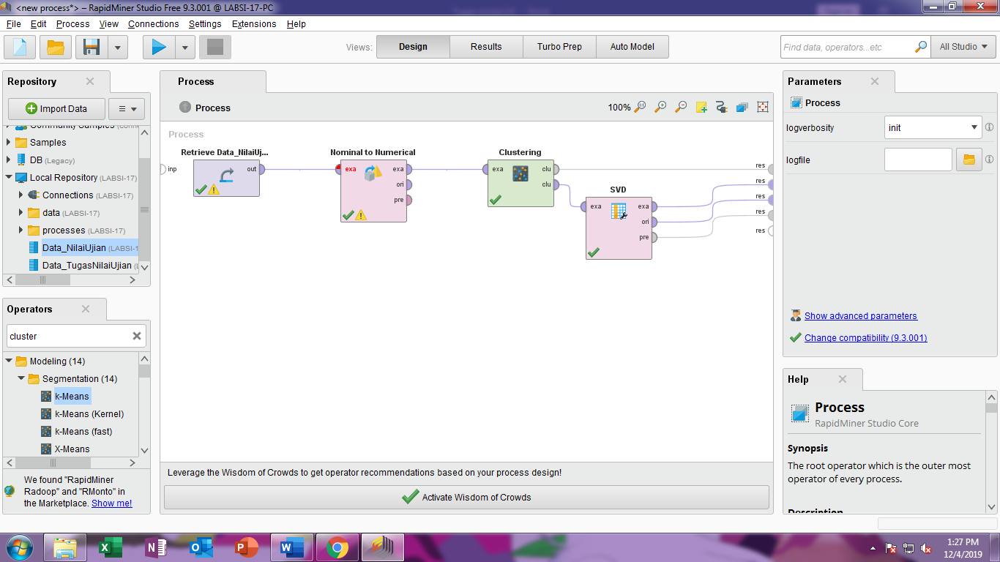 <new process*> – RapidMiner Studio Free 9.3.001 @ LABSI-17-PC
File Edit Process View Connections Settings Extensions Help
Views: Design Results Turbo Prep Auto Model
Find data, operators...etc
All Studio
Repository
Import Data
Community Samples
Samples
DB (Legacy)
Local Repository (LABSI-17)
Connections (LABSI-17)
data (LABSI-17)
processes (LABSI-17)
Data_NilaiUjian (LABSI-1
Data_TugasNilaiUjian (L
Operators
cluster
Modeling (14)
Segmentation (14)
k-Means
k-Means (Kernel)
k-Means (fast)
X-Means
We found "RapidMiner
Radoop" and "RMonto" in
the Marketplace. Show me!
Process
Process
100%
Process
inp
Retrieve Data_NilaiUj...
out
Nominal to Numerical
exa exa
ori
pre
Clustering
exa clu
clu
SVD
exa exa
ori
pre
res
res
res
res
res
Leverage the Wisdom of Crowds to get operator recommendations based on your process design!
Activate Wisdom of Crowds
Parameters
Process
logverbosity init
logfile
Show advanced parameters
Change compatibility (9.3.001)
Help
Process
RapidMiner Studio Core
Synopsis
The root operator which is the outer most
operator of every process.
Description
1:27 PM
12/4/2019